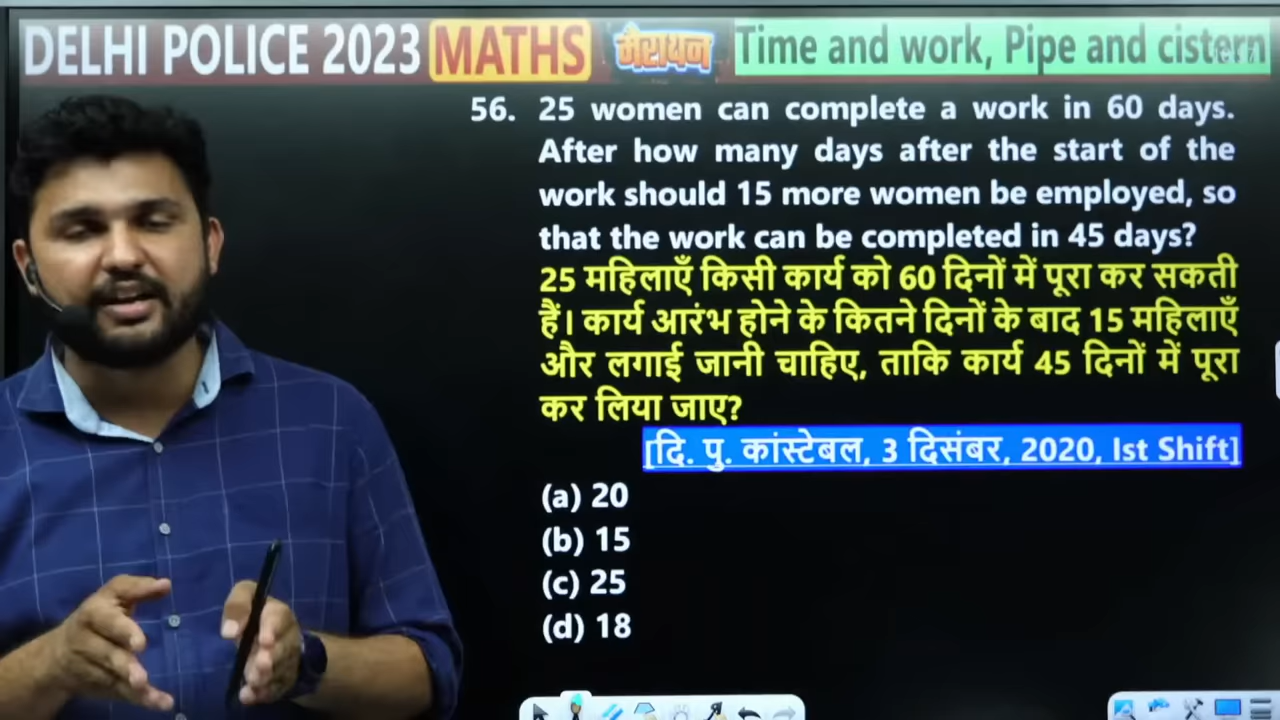 DELHI POLICE 2023 MATHS मैराथन Time and work, Pipe and cistern
56. 25 women can complete a work in 60 days.
After how many days after the start of the
work should 15 more women be employed, so
that the work can be completed in 45 days?
25 महिलाएँ किसी कार्य को 60 दिनों में पूरा कर सकती
हैं। कार्य आरंभ होने के कितने दिनों के बाद 15 महिलाएँ
और लगाई जानी चाहिए, ताकि कार्य 45 दिनों में पूरा
कर लिया जाए?
[दि. पु. कांस्टेबल, 3 दिसंबर, 2020, Ist Shift]
(a) 20
(b) 15
(c) 25
(d) 18